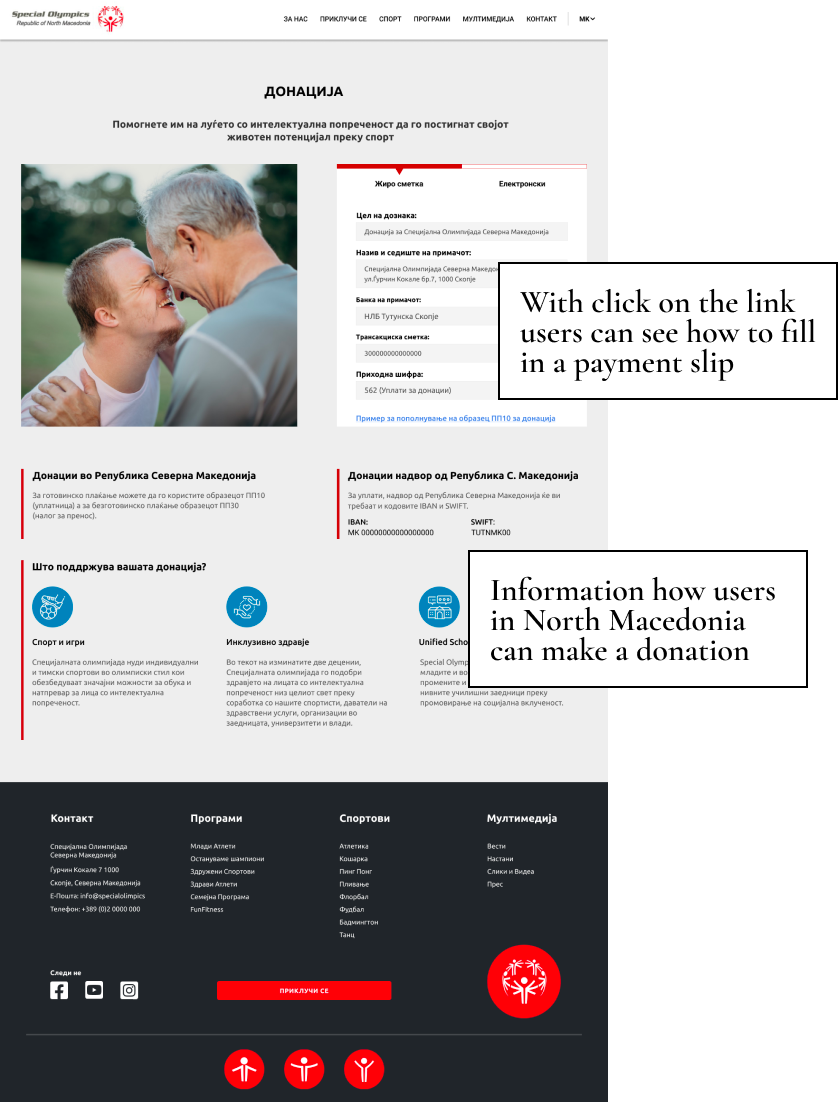 Special Olympics
Republic of North Macedonia
ЗА НАС ПРИКЛУЧИ СЕ СПОРТ ПРОГРАМИ МУЛТИМЕДИЈА КОНТАКТ МК
ДОНАЦИЈА
Помогнете им на луѓето со интелектуална попреченост да го постигнат својот
животен потенцијал преку спорт
Жиро сметка Електронски
Цел на дознака:
Донација за Специјална Олимпијада Северна Македонија
Назив и седиште на примачот:
Специјална Олимпијада Северна Македон
ул.Ѓурчин Кокале бр.7, 1000 Скопје
Банка на примачот:
НЛБ Тутунска Скопје
Трансакциска сметка:
300000000000000
Приходна шифра:
562 (Уплати за донации)
Пример за пополнување на образец ПП10 за донација
With click on the link
users can see how to fill
in a payment slip
Донации во Република Северна Македонија
За готовинско плаќање можете да го користите образецот ПП10
(уплатница) а за безготовинско плаќање образецот ПП30
(налог за пренос).
Донации надвор од Република С. Македонија
За уплати, надвор од Република Северна Македонија ќе ви
требаат и кодовите IBAN и SWIFT.
IBAN: SWIFT:
МК 00000000000000000 TUTNMK00
Што поддржува вашата донација?
Information how users
in North Macedonia
can make a donation
Спорт и игри
Специјалната олимпијада нуди индивидуални
и тимски спортови во олимписки стил кои
обезбедуваат значајни можности за обука и
натпревар за лица со интелектуална
попреченост.
Инклузивно здравје
Во текот на изминатите две децении,
Специјалната олимпијада го подобри
здравјето на лицата со интелектуална
попреченост низ целиот свет преку
соработка со нашите спортисти, даватели на
здравствени услуги, организации во
заедницата, универзитети и влади.
Unified Scho
Special Olymp
младите и во
промените и
нивните училишни заедници преку
промовирање на социјална вклученост.
Контакт
Специјална Олимпијада
Северна Македонија
Ѓурчин Кокале 7 1000
Скопје, Северна Македонија
Е-Пошта: info@specialolimpics
Телефон: +389 (0)2 0000 000
Програми
Млади Атлети
Остануваме шампиони
Здружени Спортови
Здрави Атлети
Семејна Програма
FunFitness
Спортови
Атлетика
Кошарка
Пинг Понг
Пливање
Флорбал
Фудбал
Бадмингтон
Танц
Мултимедија
Вести
Настани
Слики и Видеа
Прес
Следи не
ПРИКЛУЧИ СЕ